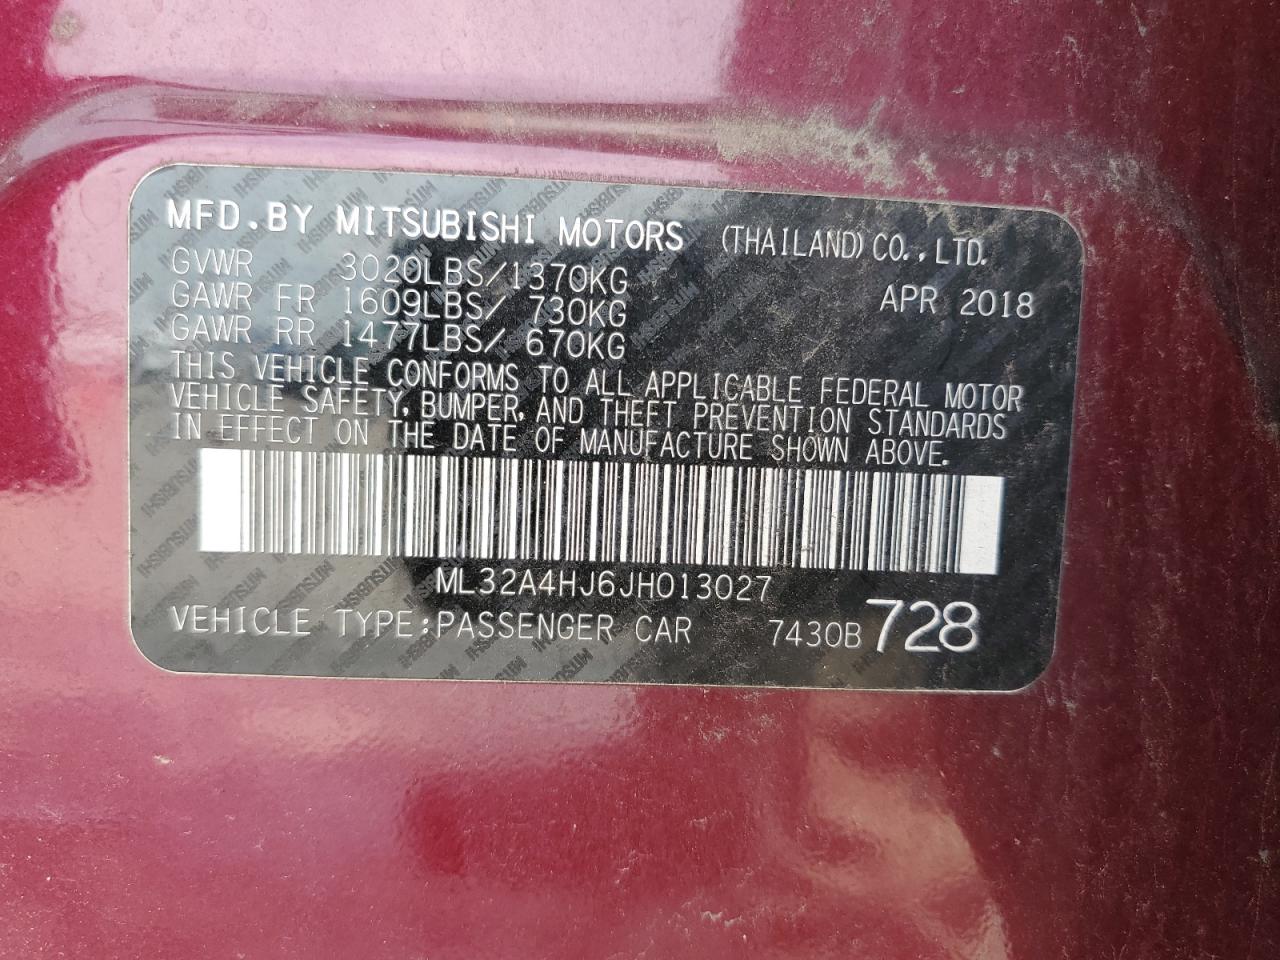 MFD.BY MITSUBISHI MOTORS (THAILAND)CO.,LTD.
GVWR 3020LBS/1370KG APR 2018
GAWR FR 1609LBS/ 730KG
GAWR RR 1477LBS/ 670KG
THIS VEHICLE CONFORMS TO ALL APPLICABLE FEDERAL MOTOR
VEHICLE SAFETY, BUMPER, AND THEFT PREVENTION STANDARDS
IN EFFECT ON THE DATE OF MANUFACTURE SHOWN ABOVE.
ML32A4HJ6JH013027
VEHICLE TYPE:PASSENGER CAR 7430B 728